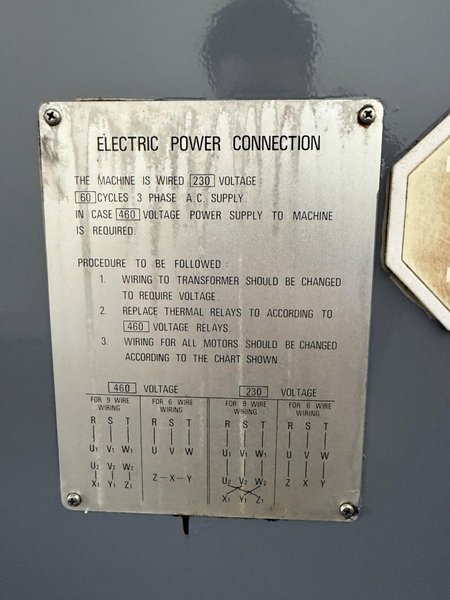 ELECTRIC POWER CONNECTION
THE MACHINE IS WIRED 230 VOLTAGE :
60 CYCLES 3 PHASE A.C. SUPPLY.
IN CASE 460 VOLTAGE POWER SUPPLY TO MACHINE
IS REQUIRED
PROCEDURE TO BE FOLLOWED :
1. WIRING TO TRANSFORMER SHOULD BE CHANGED
TO REQUIRE VOLTAGE.
2. REPLACE THERMAL RELAYS TO ACCORDING TO
460 VOLTAGE RELAYS.
3. WIRING FOR ALL MOTORS SHOULD BE CHANGED
ACCORDING TO THE CHART SHOWN.
460 VOLTAGE 230 VOLTAGE
FOR 9 WIRE WIRING FOR 6 WIRE WIRING FOR 9 WIRE WIRING FOR 6 WIRE WIRING
R S T R S T R S T R S T
U1 V1 W1 U V W U1 V1 W1 U V W
U2 V2 W2 Z-X-Y U2 V2 W2 Z X Y
X1 Y1 Z1 X1 Y1 Z1